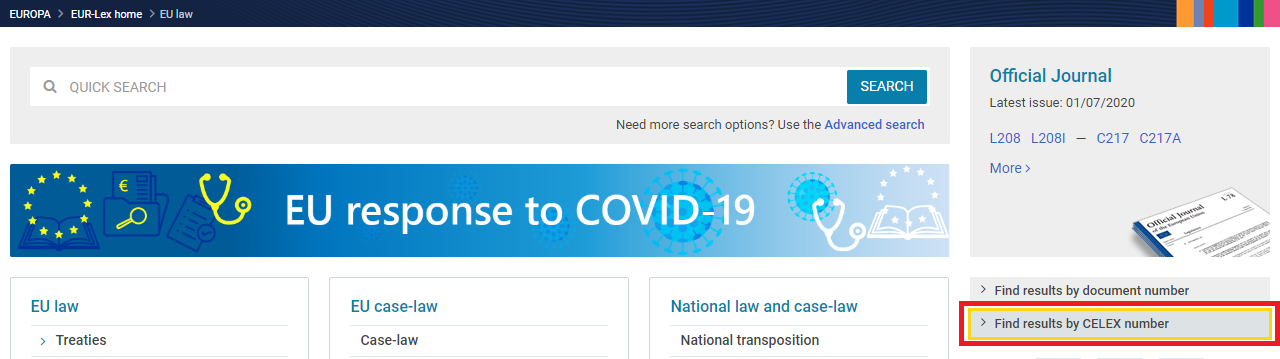 EUROPA > EUR-Lex home > EU law
QUICK SEARCH
SEARCH
Need more search options? Use the Advanced search
€
EU response to COVID-19
EU law
> Treaties
EU case-law
Case-law
National law and case-law
National transposition
Official Journal
Latest issue: 01/07/2020
L208 L208I — C217 C217A
More >
Official Journal
of the European Union
L 78
> Find results by document number
> Find results by CELEX number